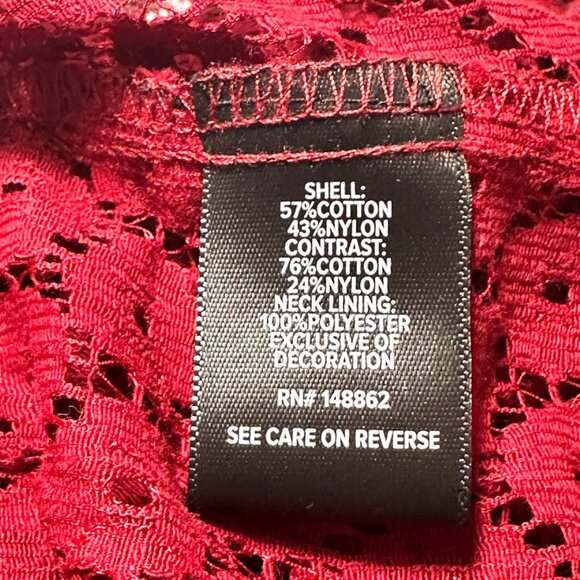 SHELL:
57%COTTON
43%NYLON
CONTRAST:
76%COTTON
24%NYLON
NECK LINING:
100%POLYESTER
EXCLUSIVE OF
DECORATION
RN# 148862
SEE CARE ON REVERSE